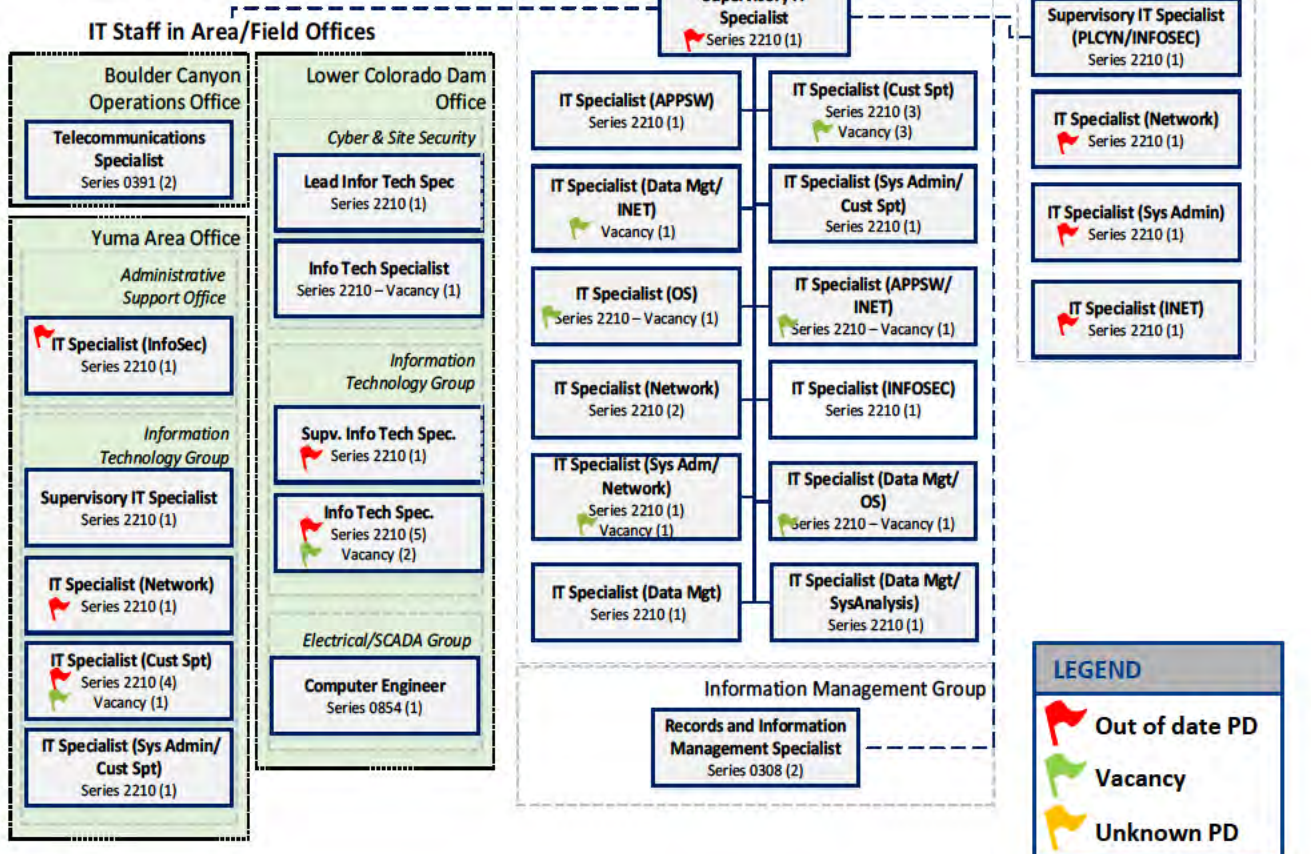 IT Staff in Area/Field Offices
Boulder Canyon
Operations Office
Telecommunications
Specialist
Series 0391 (2)
Yuma Area Office
Administrative
Support Office
IT Specialist (InfoSec)
Series 2210 (1)
Information
Technology Group
Supervisory IT Specialist
Series 2210 (1)
IT Specialist (Network)
Series 2210 (1)
IT Specialist (Cust Spt)
Series 2210 (4)
Vacancy (1)
IT Specialist (Sys Admin/
Cust Spt)
Series 2210 (1)
Lower Colorado Dam
Office
Cyber & Site Security
Lead Infor Tech Spec
Series 2210 (1)
Info Tech Specialist
Series 2210 – Vacancy (1)
Information
Technology Group
Supv. Info Tech Spec.
Series 2210 (1)
Info Tech Spec.
Series 2210 (5)
Vacancy (2)
Electrical/SCADA Group
Computer Engineer
Series 0854 (1)
Supervisory IT
Specialist
Series 2210 (1)
IT Specialist (APPSW)
Series 2210 (1)
IT Specialist (Cust Spt)
Series 2210 (3)
Vacancy (3)
IT Specialist (Data Mgt/
INET)
Vacancy (1)
IT Specialist (Sys Admin/
Cust Spt)
Series 2210 (1)
IT Specialist (OS)
Series 2210 – Vacancy (1)
IT Specialist (APPSW/
INET)
Series 2210 – Vacancy (1)
IT Specialist (Network)
Series 2210 (2)
IT Specialist (INFOSEC)
Series 2210 (1)
IT Specialist (Sys Adm/
Network)
Series 2210 (1)
Vacancy (1)
IT Specialist (Data Mgt/
OS)
Series 2210 – Vacancy (1)
IT Specialist (Data Mgt)
Series 2210 (1)
IT Specialist (Data Mgt/
SysAnalysis)
Series 2210 (1)
Information Management Group
Records and Information
Management Specialist
Series 0308 (2)
Supervisory IT Specialist
(PLCYN/INFOSEC)
Series 2210 (1)
IT Specialist (Network)
Series 2210 (1)
IT Specialist (Sys Admin)
Series 2210 (1)
IT Specialist (INET)
Series 2210 (1)
LEGEND
Out of date PD
Vacancy
Unknown PD